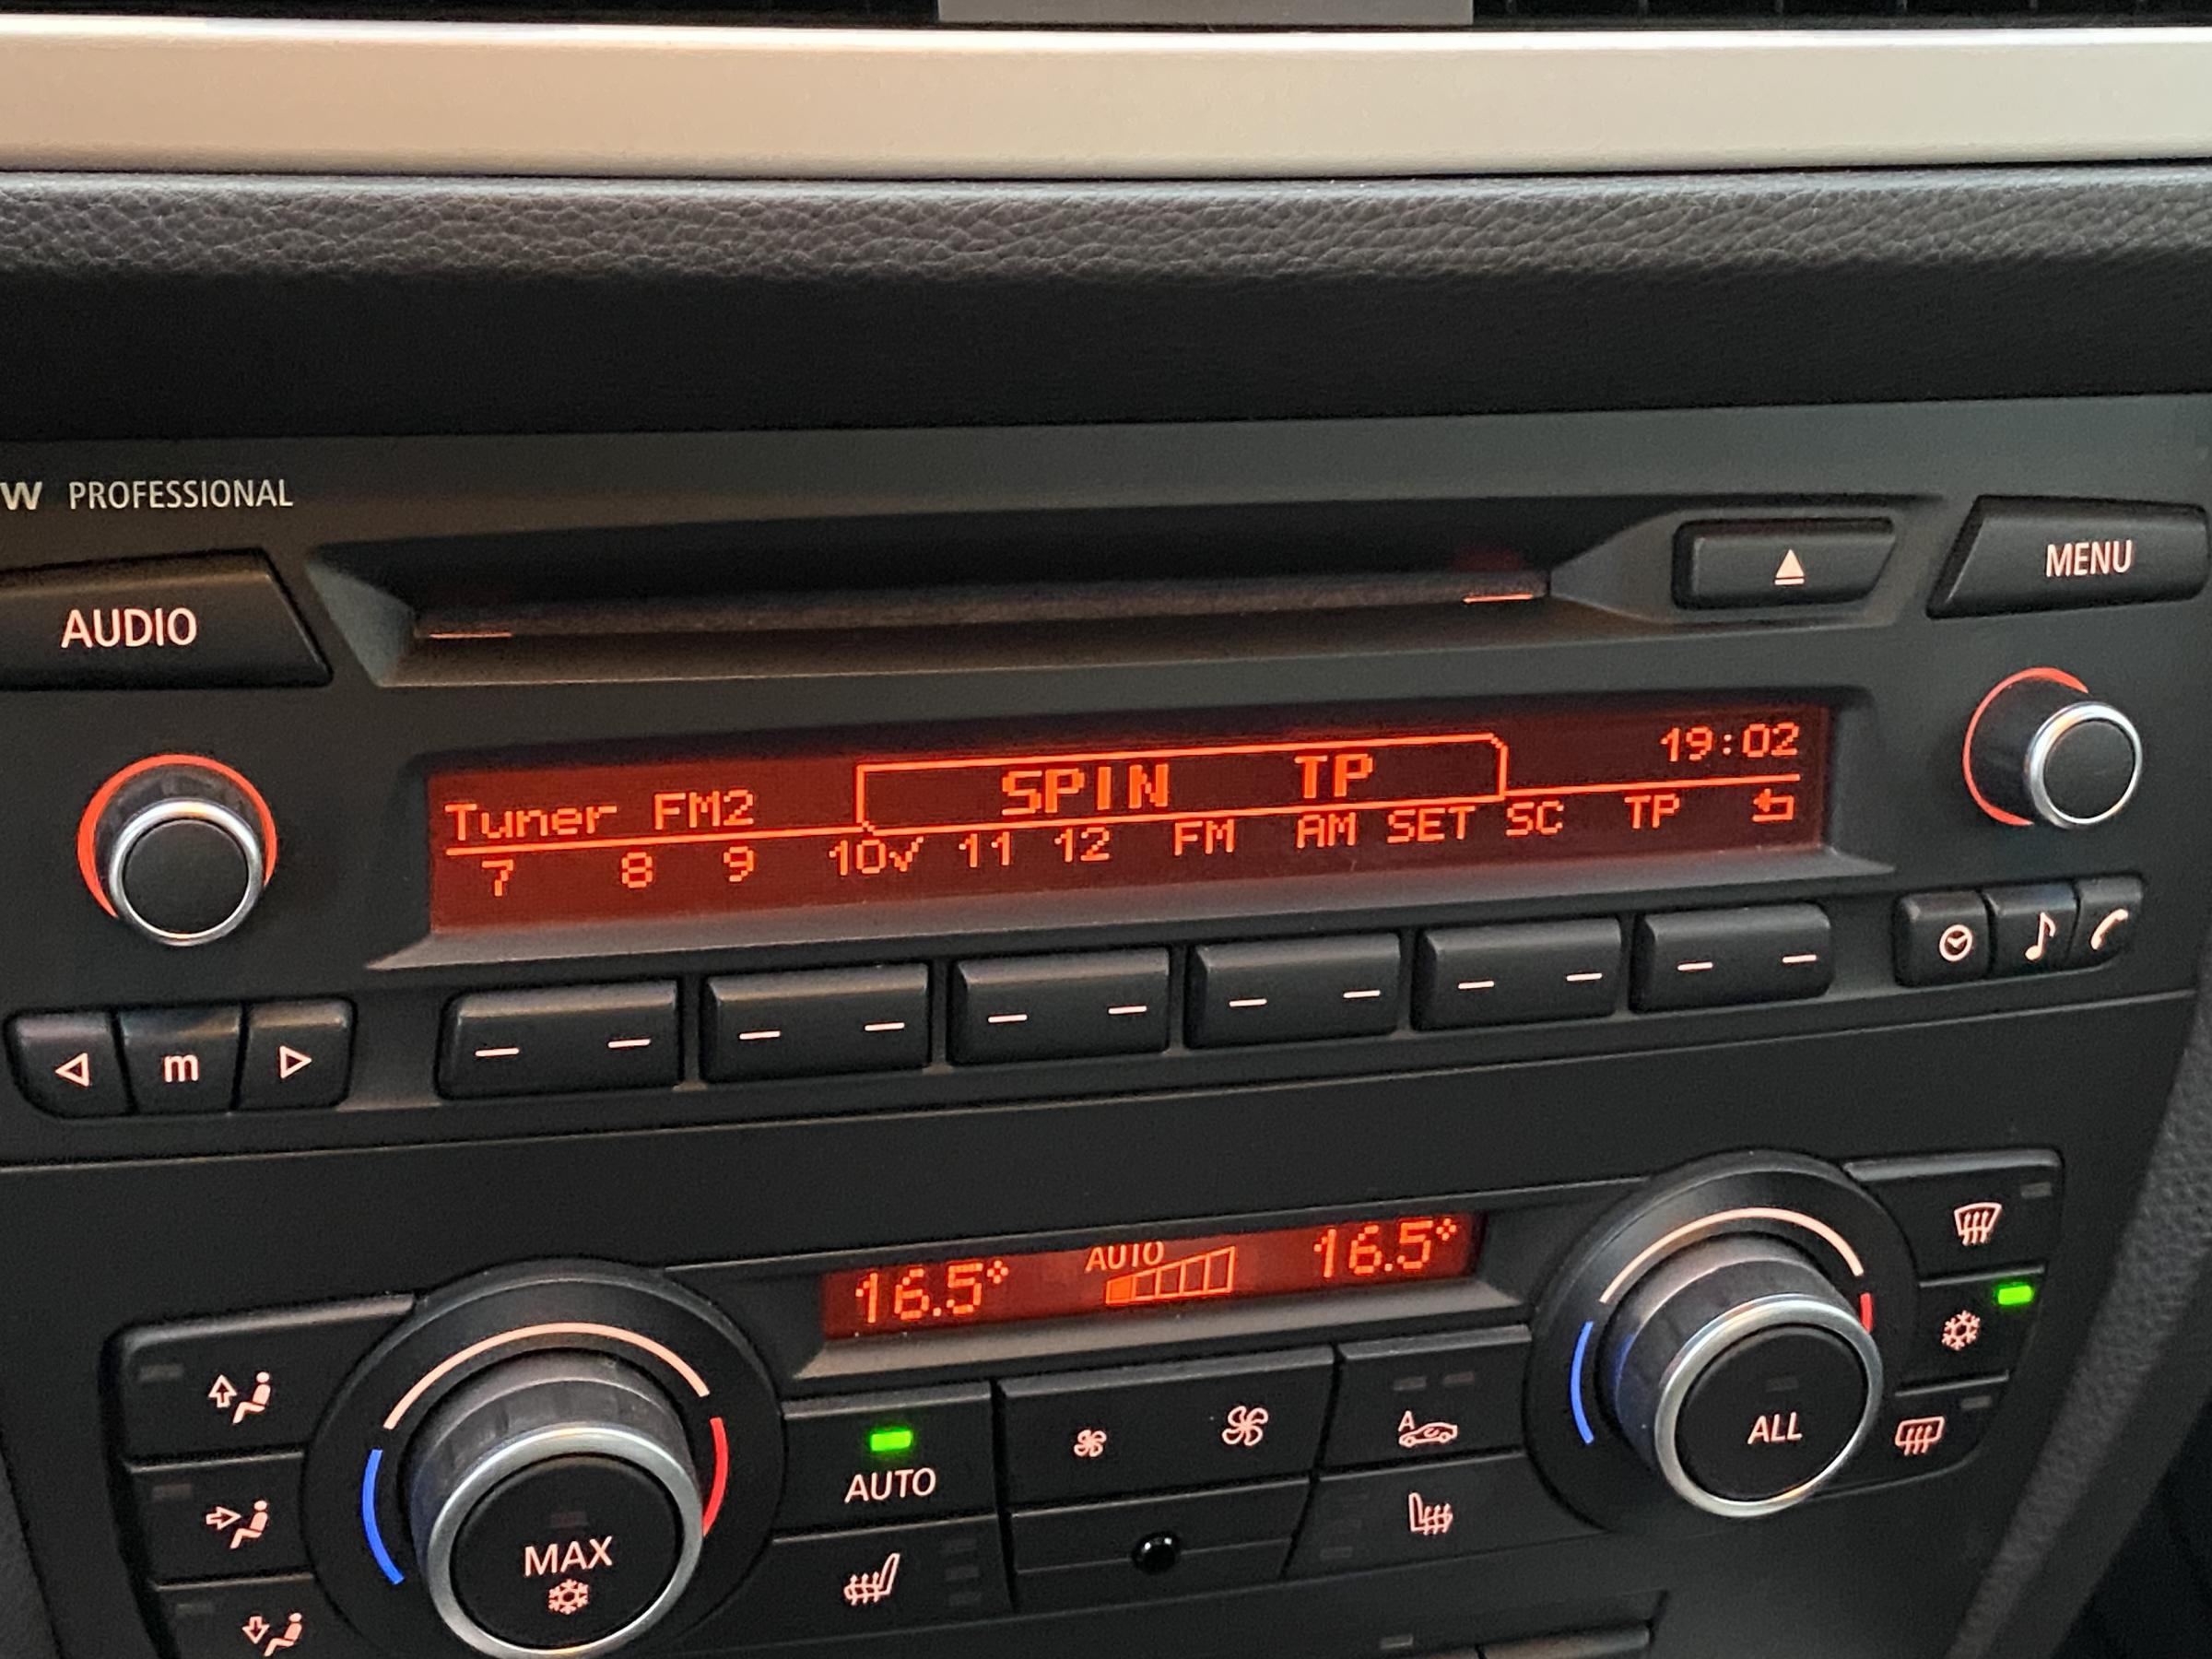 W PROFESSIONAL
AUDIO
MENU
Tuner FM2 SPIN TP 19:02
7 8 9 10✓ 11 12 FM AM SET SC TP
m
16.5° AUTO 16.5°
AUTO
A
MAX
ALL